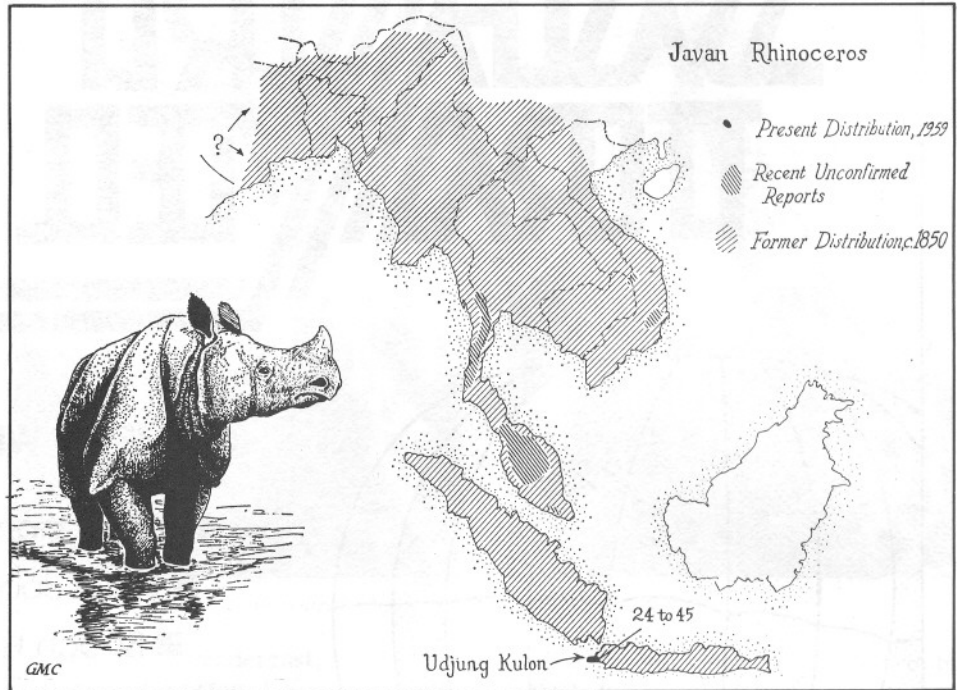 Javan Rhinoceros
Present Distribution, 1959
Recent Unconfirmed
Reports
Former Distribution, c.1850
?
24 to 45
Udjung Kulon
GMC